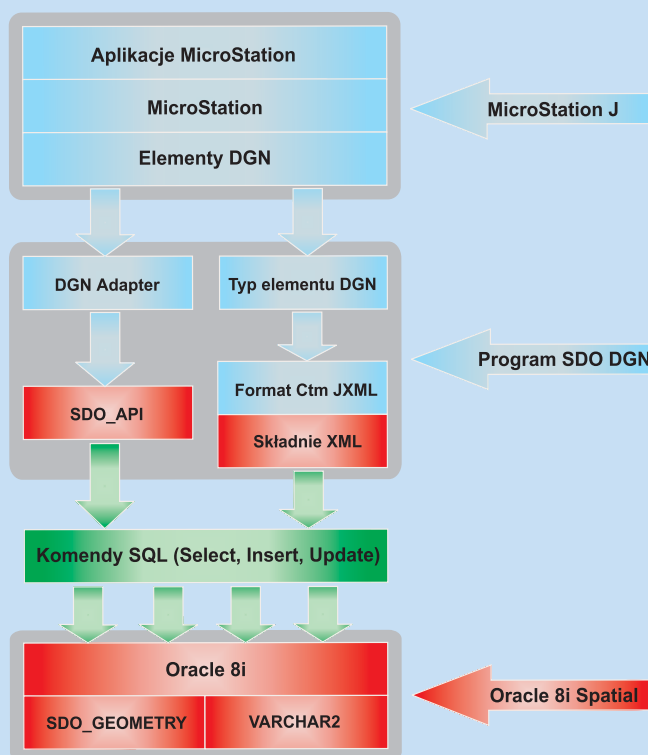 Aplikacje MicroStation
MicroStation
Elementy DGN
MicroStation J
DGN Adapter
Typ elementu DGN
Program SDO DGN
Format Ctm JXML
SDO_API
Składnie XML
Komendy SQL (Select, Insert, Update)
Oracle 8i
Oracle 8i Spatial
SDO_GEOMETRY
VARCHAR2